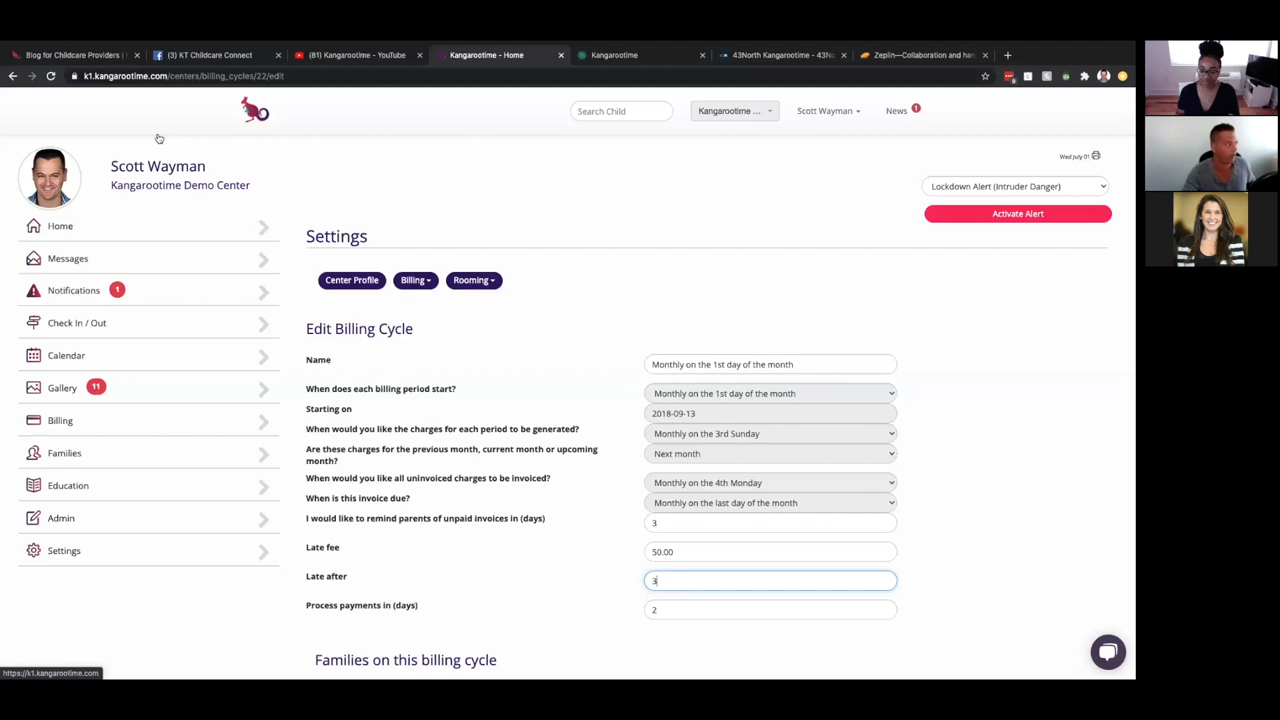 Blog for Childcare Providers |
(3) KT Childcare Connect
(81) Kangarootime - YouTube
Kangarootime - Home
Kangarootime
43North Kangarootime - 43No
Zeplin—Collaboration and han
k1.kangarootime.com/centers/billing_cycles/22/edit
Search Child
Kangarootime ...
Scott Wayman
News 1
Scott Wayman
Kangarootime Demo Center
Wed July 01
Lockdown Alert (Intruder Danger)
Activate Alert
Home
Messages
Notifications 1
Check In / Out
Calendar
Gallery 11
Billing
Families
Education
Admin
Settings
Settings
Center Profile
Billing
Rooming
Edit Billing Cycle
Name
Monthly on the 1st day of the month
When does each billing period start?
Monthly on the 1st day of the month
Starting on
2018-09-13
When would you like the charges for each period to be generated?
Monthly on the 3rd Sunday
Are these charges for the previous month, current month or upcoming
month?
Next month
When would you like all uninvoiced charges to be invoiced?
Monthly on the 4th Monday
When is this invoice due?
Monthly on the last day of the month
I would like to remind parents of unpaid invoices in (days)
3
Late fee
50.00
Late after
3
Process payments in (days)
2
Families on this billing cycle
https://k1.kangarootime.com